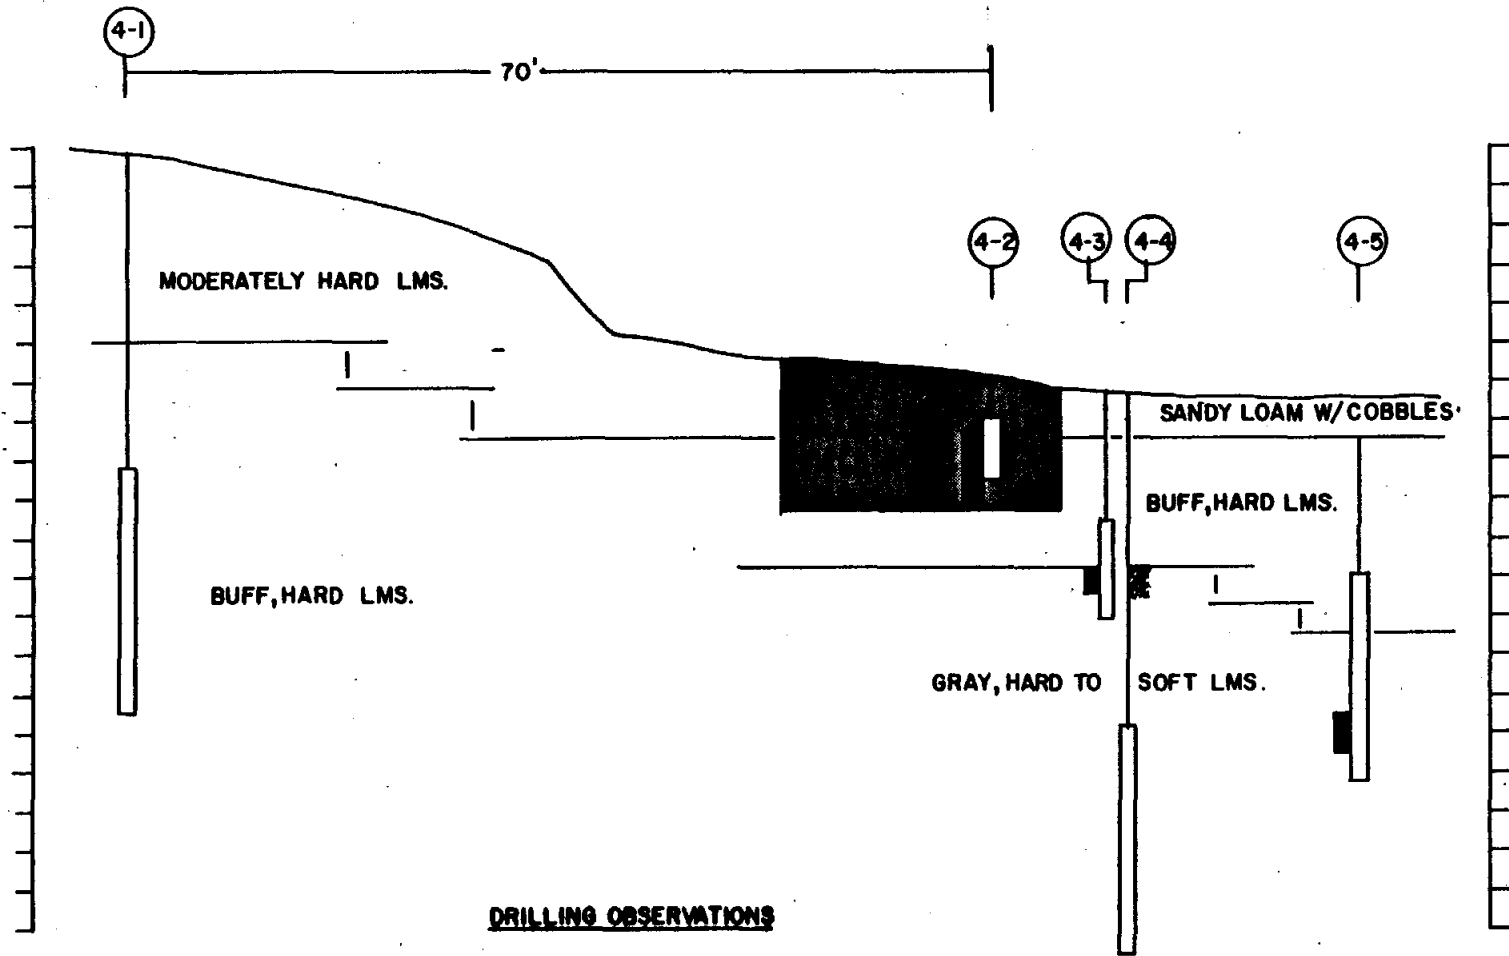 4-1
70'
4-2
4-3
4-4
4-5
MODERATELY HARD LMS.
SANDY LOAM W/COBBLES
BUFF, HARD LMS.
BUFF, HARD LMS.
GRAY, HARD TO SOFT LMS.
DRILLING OBSERVATIONS